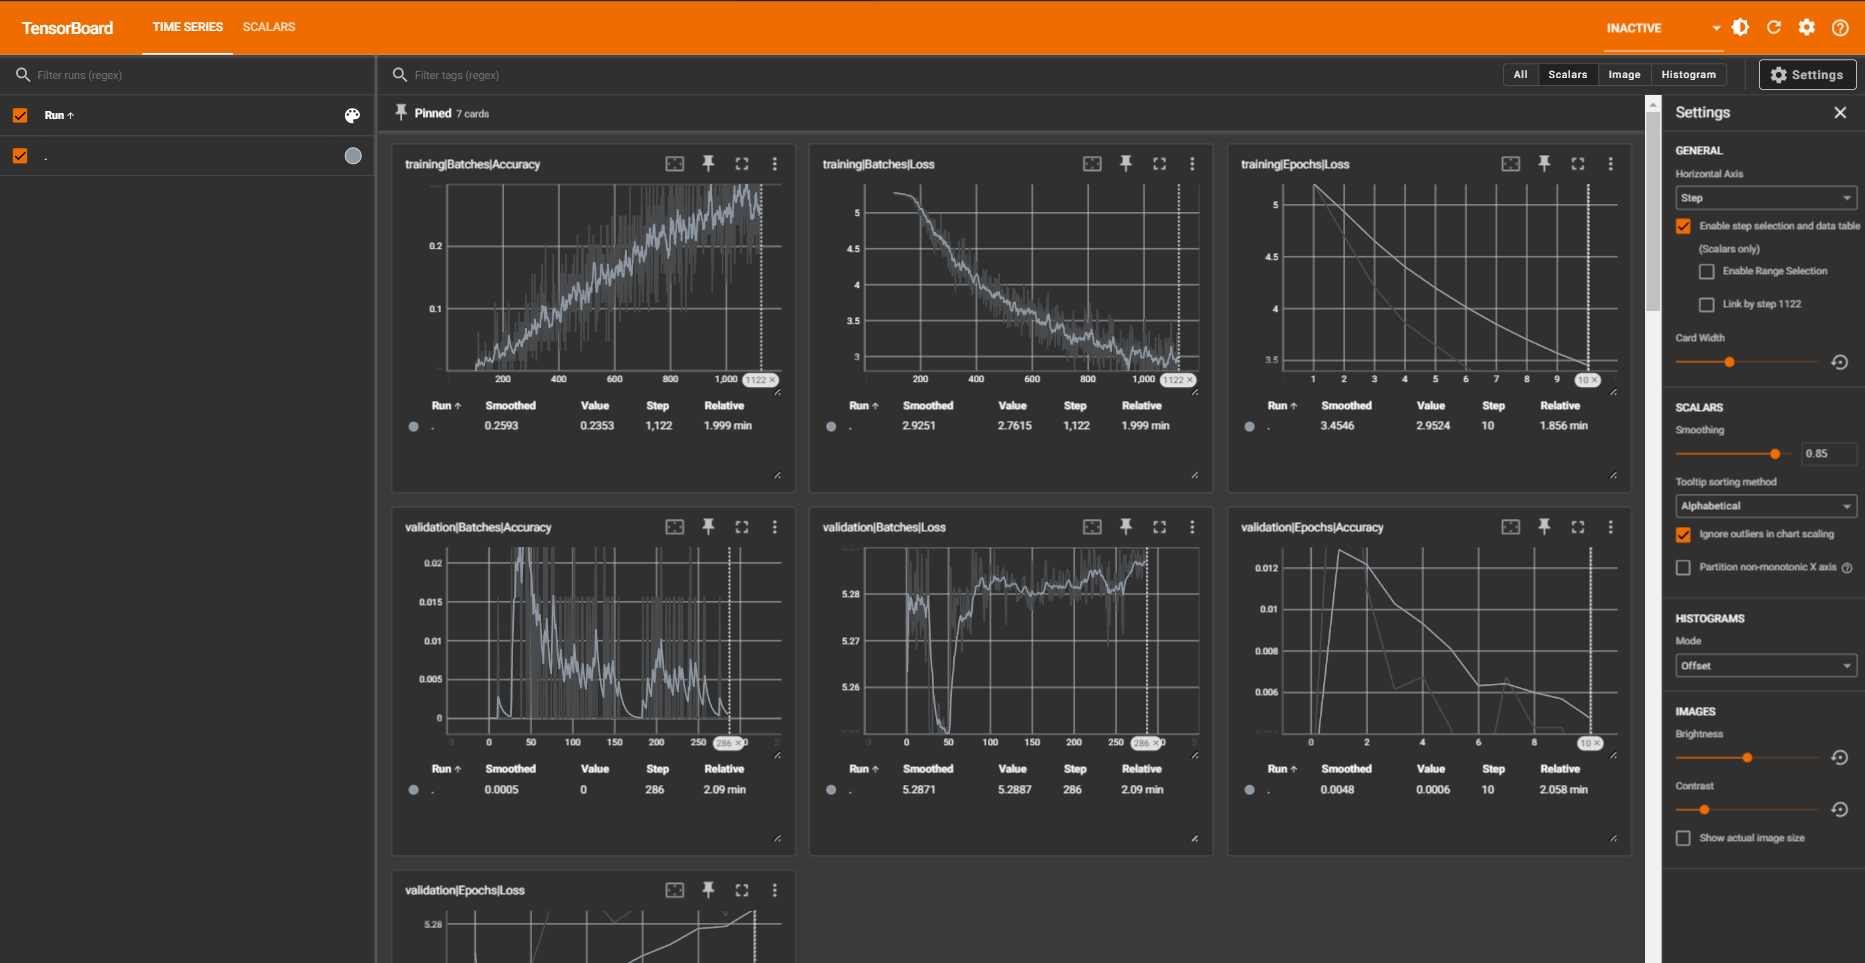 TensorBoard
TIME SERIES
SCALARS
INACTIVE
Filter runs (regex)
Filter tags (regex)
All
Scalars
Image
Histogram
Settings
Run ↑
.
Pinned 7 cards
training|Batches|Accuracy
0.2
0.1
200 400 600 800 1,000 1122 ×
Run ↑ Smoothed Value Step Relative
. 0.2593 0.2353 1,122 1.999 min
training|Batches|Loss
5
4.5
4
3.5
3
200 400 600 800 1,000 1122 ×
Run ↑ Smoothed Value Step Relative
. 2.9251 2.7615 1,122 1.999 min
training|Epochs|Loss
5
4.5
4
3.5
1 2 3 4 5 6 7 8 9 10 ×
Run ↑ Smoothed Value Step Relative
. 3.4546 2.9524 10 1.856 min
validation|Batches|Accuracy
0.02
0.015
0.01
0.005
0
0 50 100 150 200 250 286 ×
Run ↑ Smoothed Value Step Relative
. 0.0005 0 286 2.09 min
validation|Batches|Loss
5.28
5.27
5.26
0 50 100 150 200 250 286 ×
Run ↑ Smoothed Value Step Relative
. 5.2871 5.2887 286 2.09 min
validation|Epochs|Accuracy
0.012
0.01
0.008
0.006
0 2 4 6 8 10 ×
Run ↑ Smoothed Value Step Relative
. 0.0048 0.0006 10 2.058 min
validation|Epochs|Loss
5.28
Settings
GENERAL
Horizontal Axis
Step
Enable step selection and data table
(Scalars only)
Enable Range Selection
Link by step 1122
Card Width
SCALARS
Smoothing
0.85
Tooltip sorting method
Alphabetical
Ignore outliers in chart scaling
Partition non-monotonic X axis
HISTOGRAMS
Mode
Offset
IMAGES
Brightness
Contrast
Show actual image size